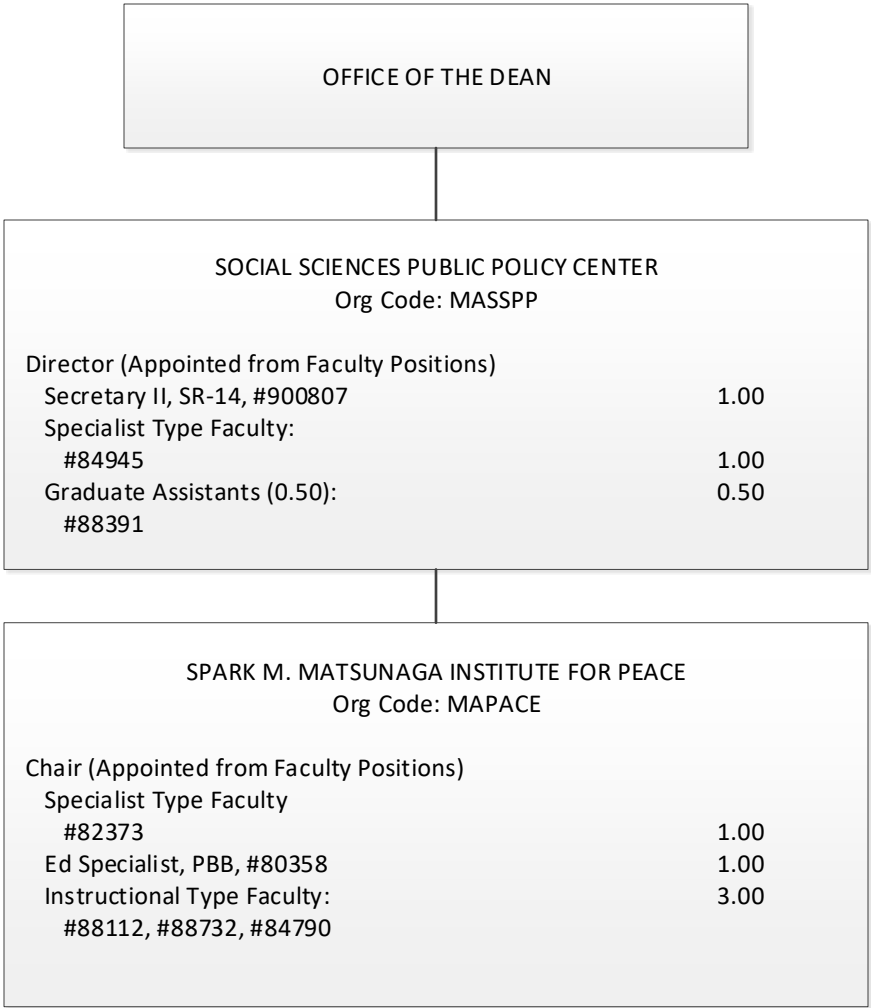 OFFICE OF THE DEAN
SOCIAL SCIENCES PUBLIC POLICY CENTER
Org Code: MASSPP
Director (Appointed from Faculty Positions)
Secretary II, SR-14, #900807 1.00
Specialist Type Faculty:
#84945 1.00
Graduate Assistants (0.50): 0.50
#88391
SPARK M. MATSUNAGA INSTITUTE FOR PEACE
Org Code: MAPACE
Chair (Appointed from Faculty Positions)
Specialist Type Faculty
#82373 1.00
Ed Specialist, PBB, #80358 1.00
Instructional Type Faculty: 3.00
#88112, #88732, #84790